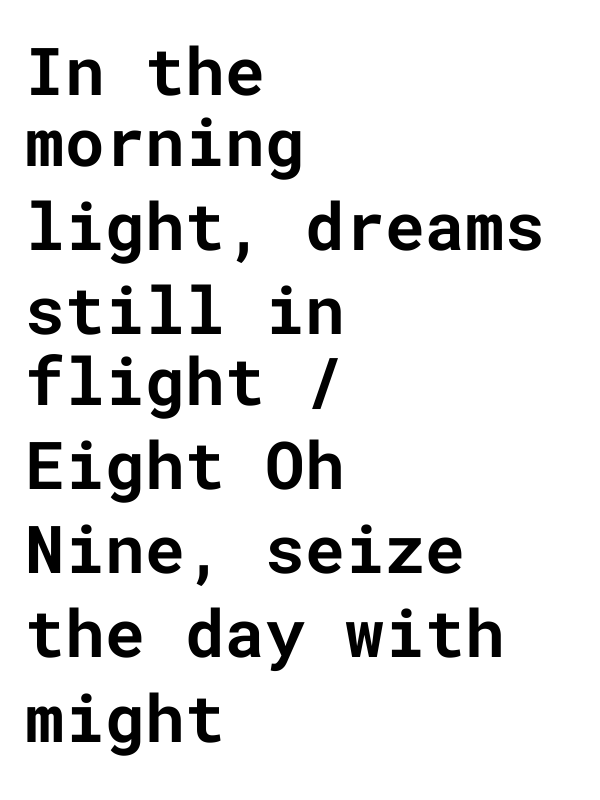 In the
morning
light, dreams
still in
flight /
Eight Oh
Nine, seize
the day with
might